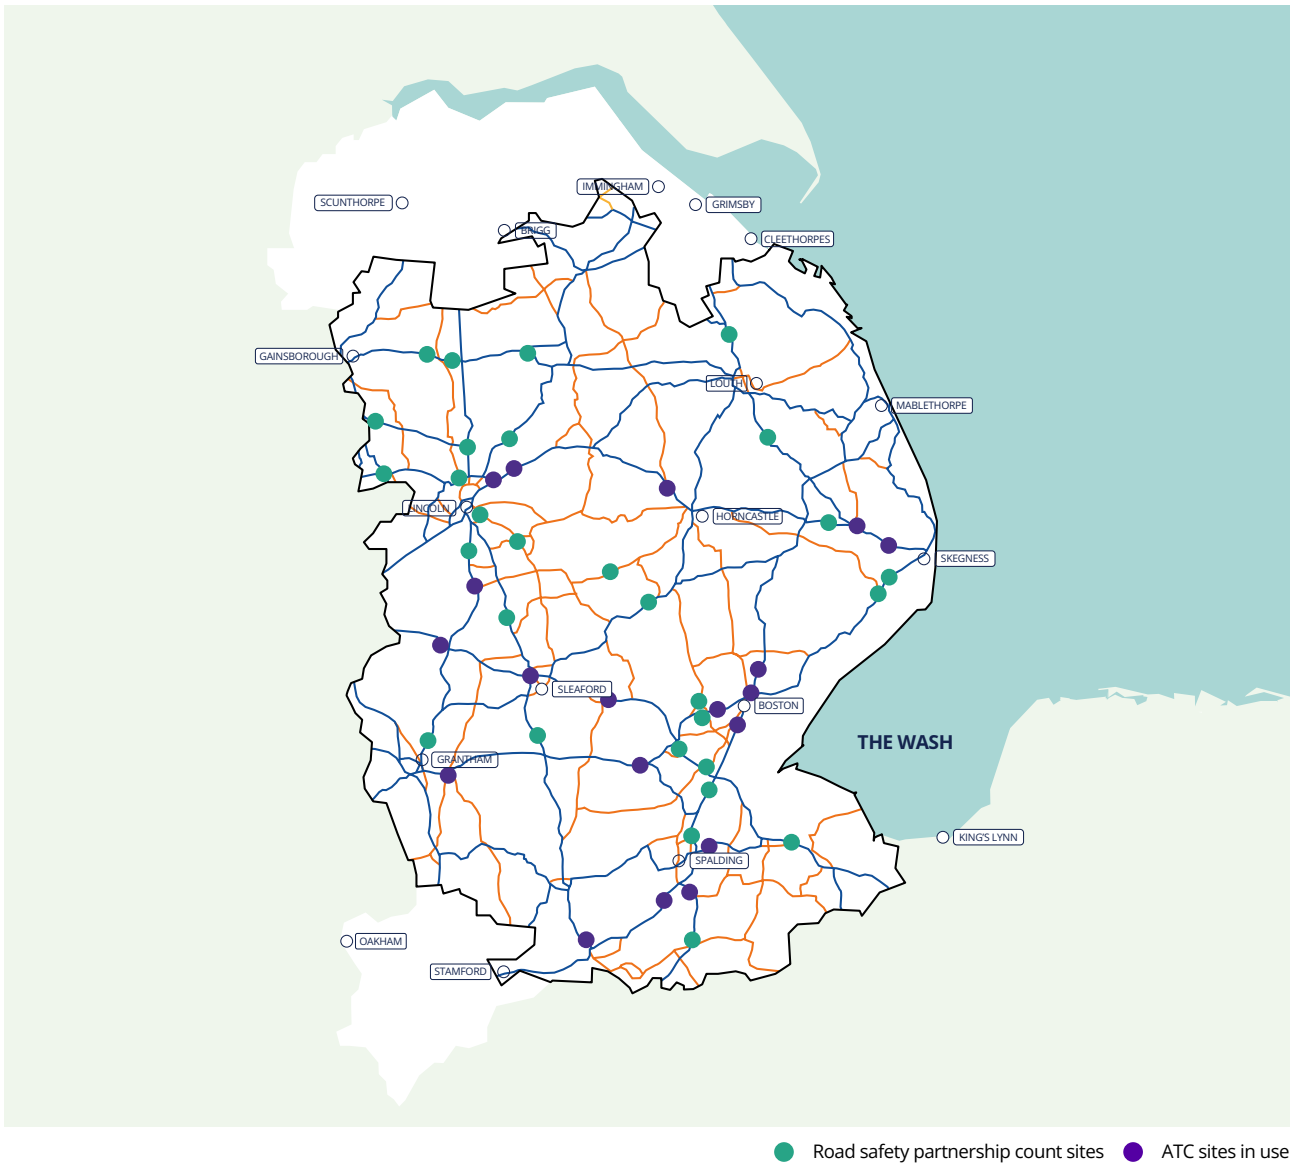 IMMINGHAM
SCUNTHORPE
GRIMSBY
BRIGG
CLEETHORPES
GAINSBOROUGH
LOUTH
MABLETHORPE
LINCOLN
HORNCASTLE
SKEGNESS
SLEAFORD
BOSTON
THE WASH
GRANTHAM
KING'S LYNN
SPALDING
OAKHAM
STAMFORD
Road safety partnership count sites
ATC sites in use